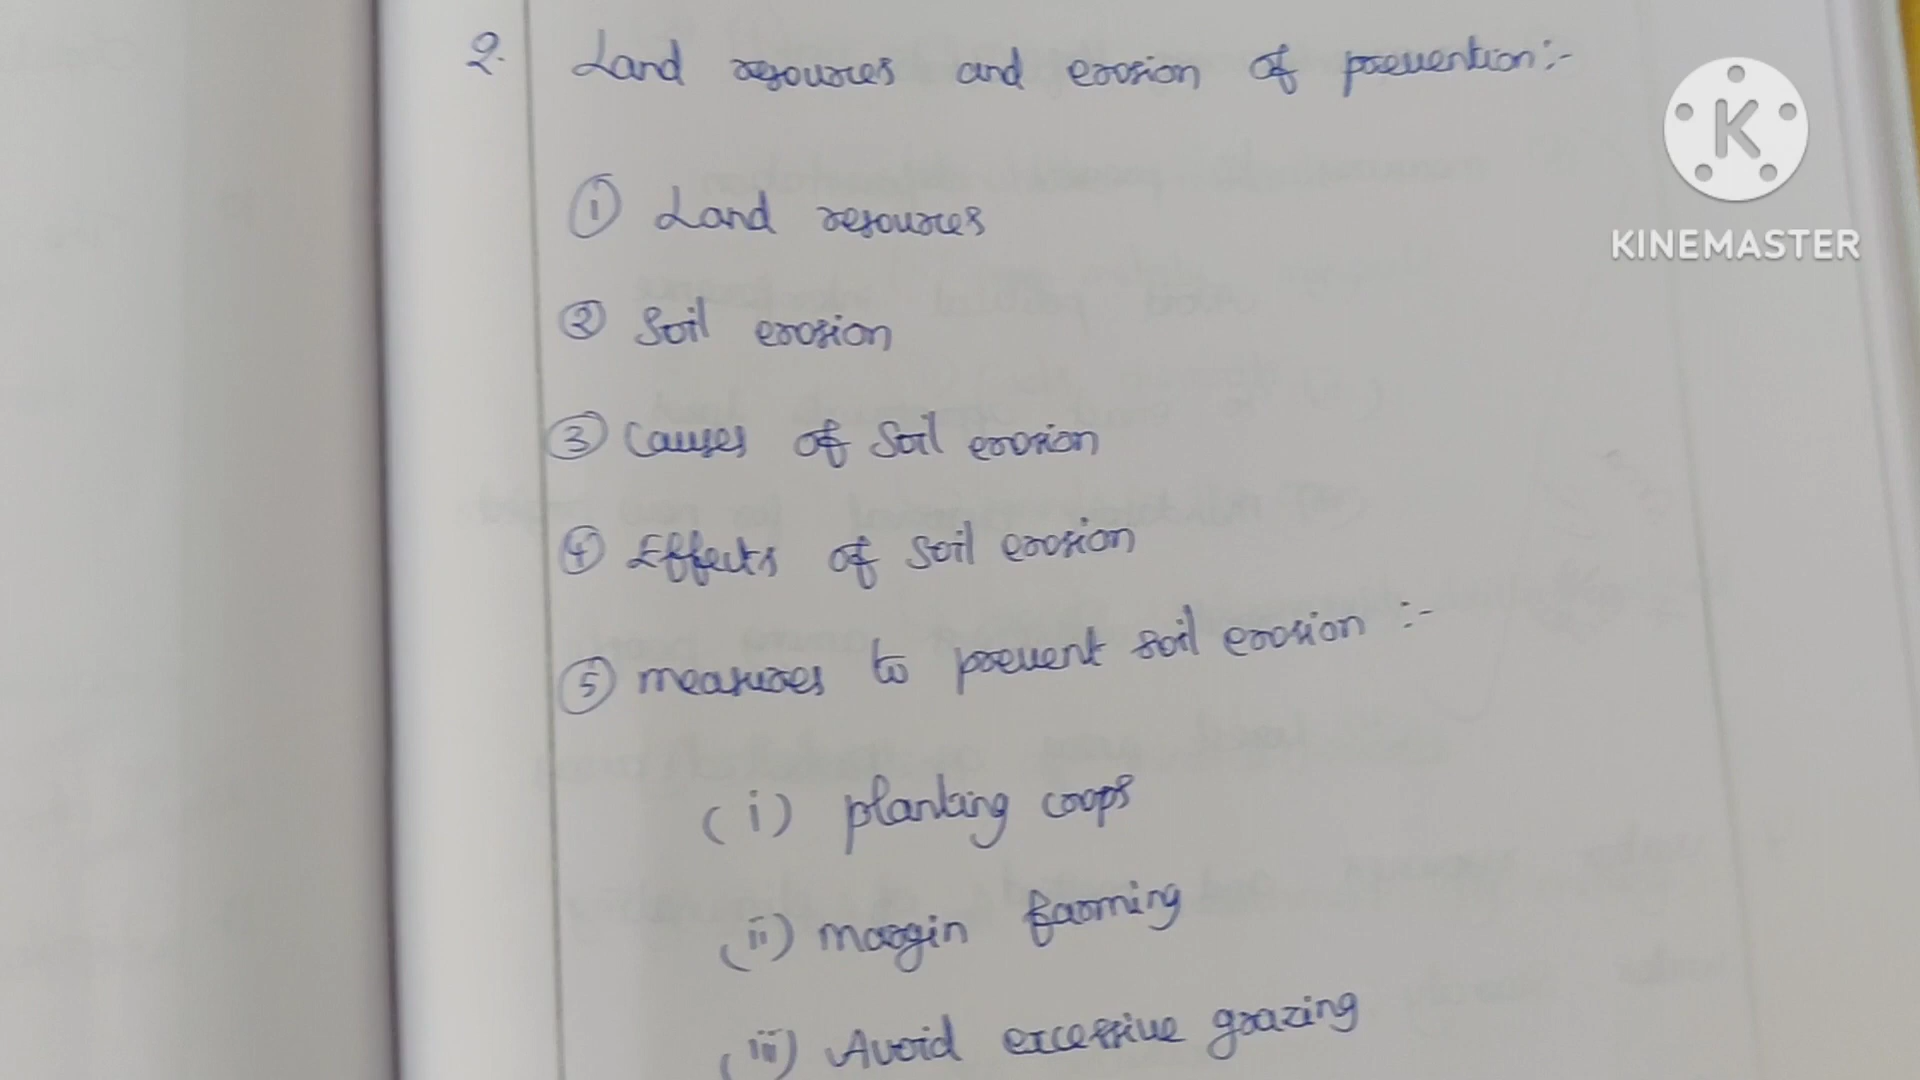 2. Land resources and erosion of prevention:-
① Land resources
② Soil erosion
③ Causes of Soil erosion
④ Effects of Soil erosion
⑤ measures to prevent soil erosion :-
(i) planting crops
(ii) margin farming
(iii) Avoid excessive grazing
K
KINEMASTER